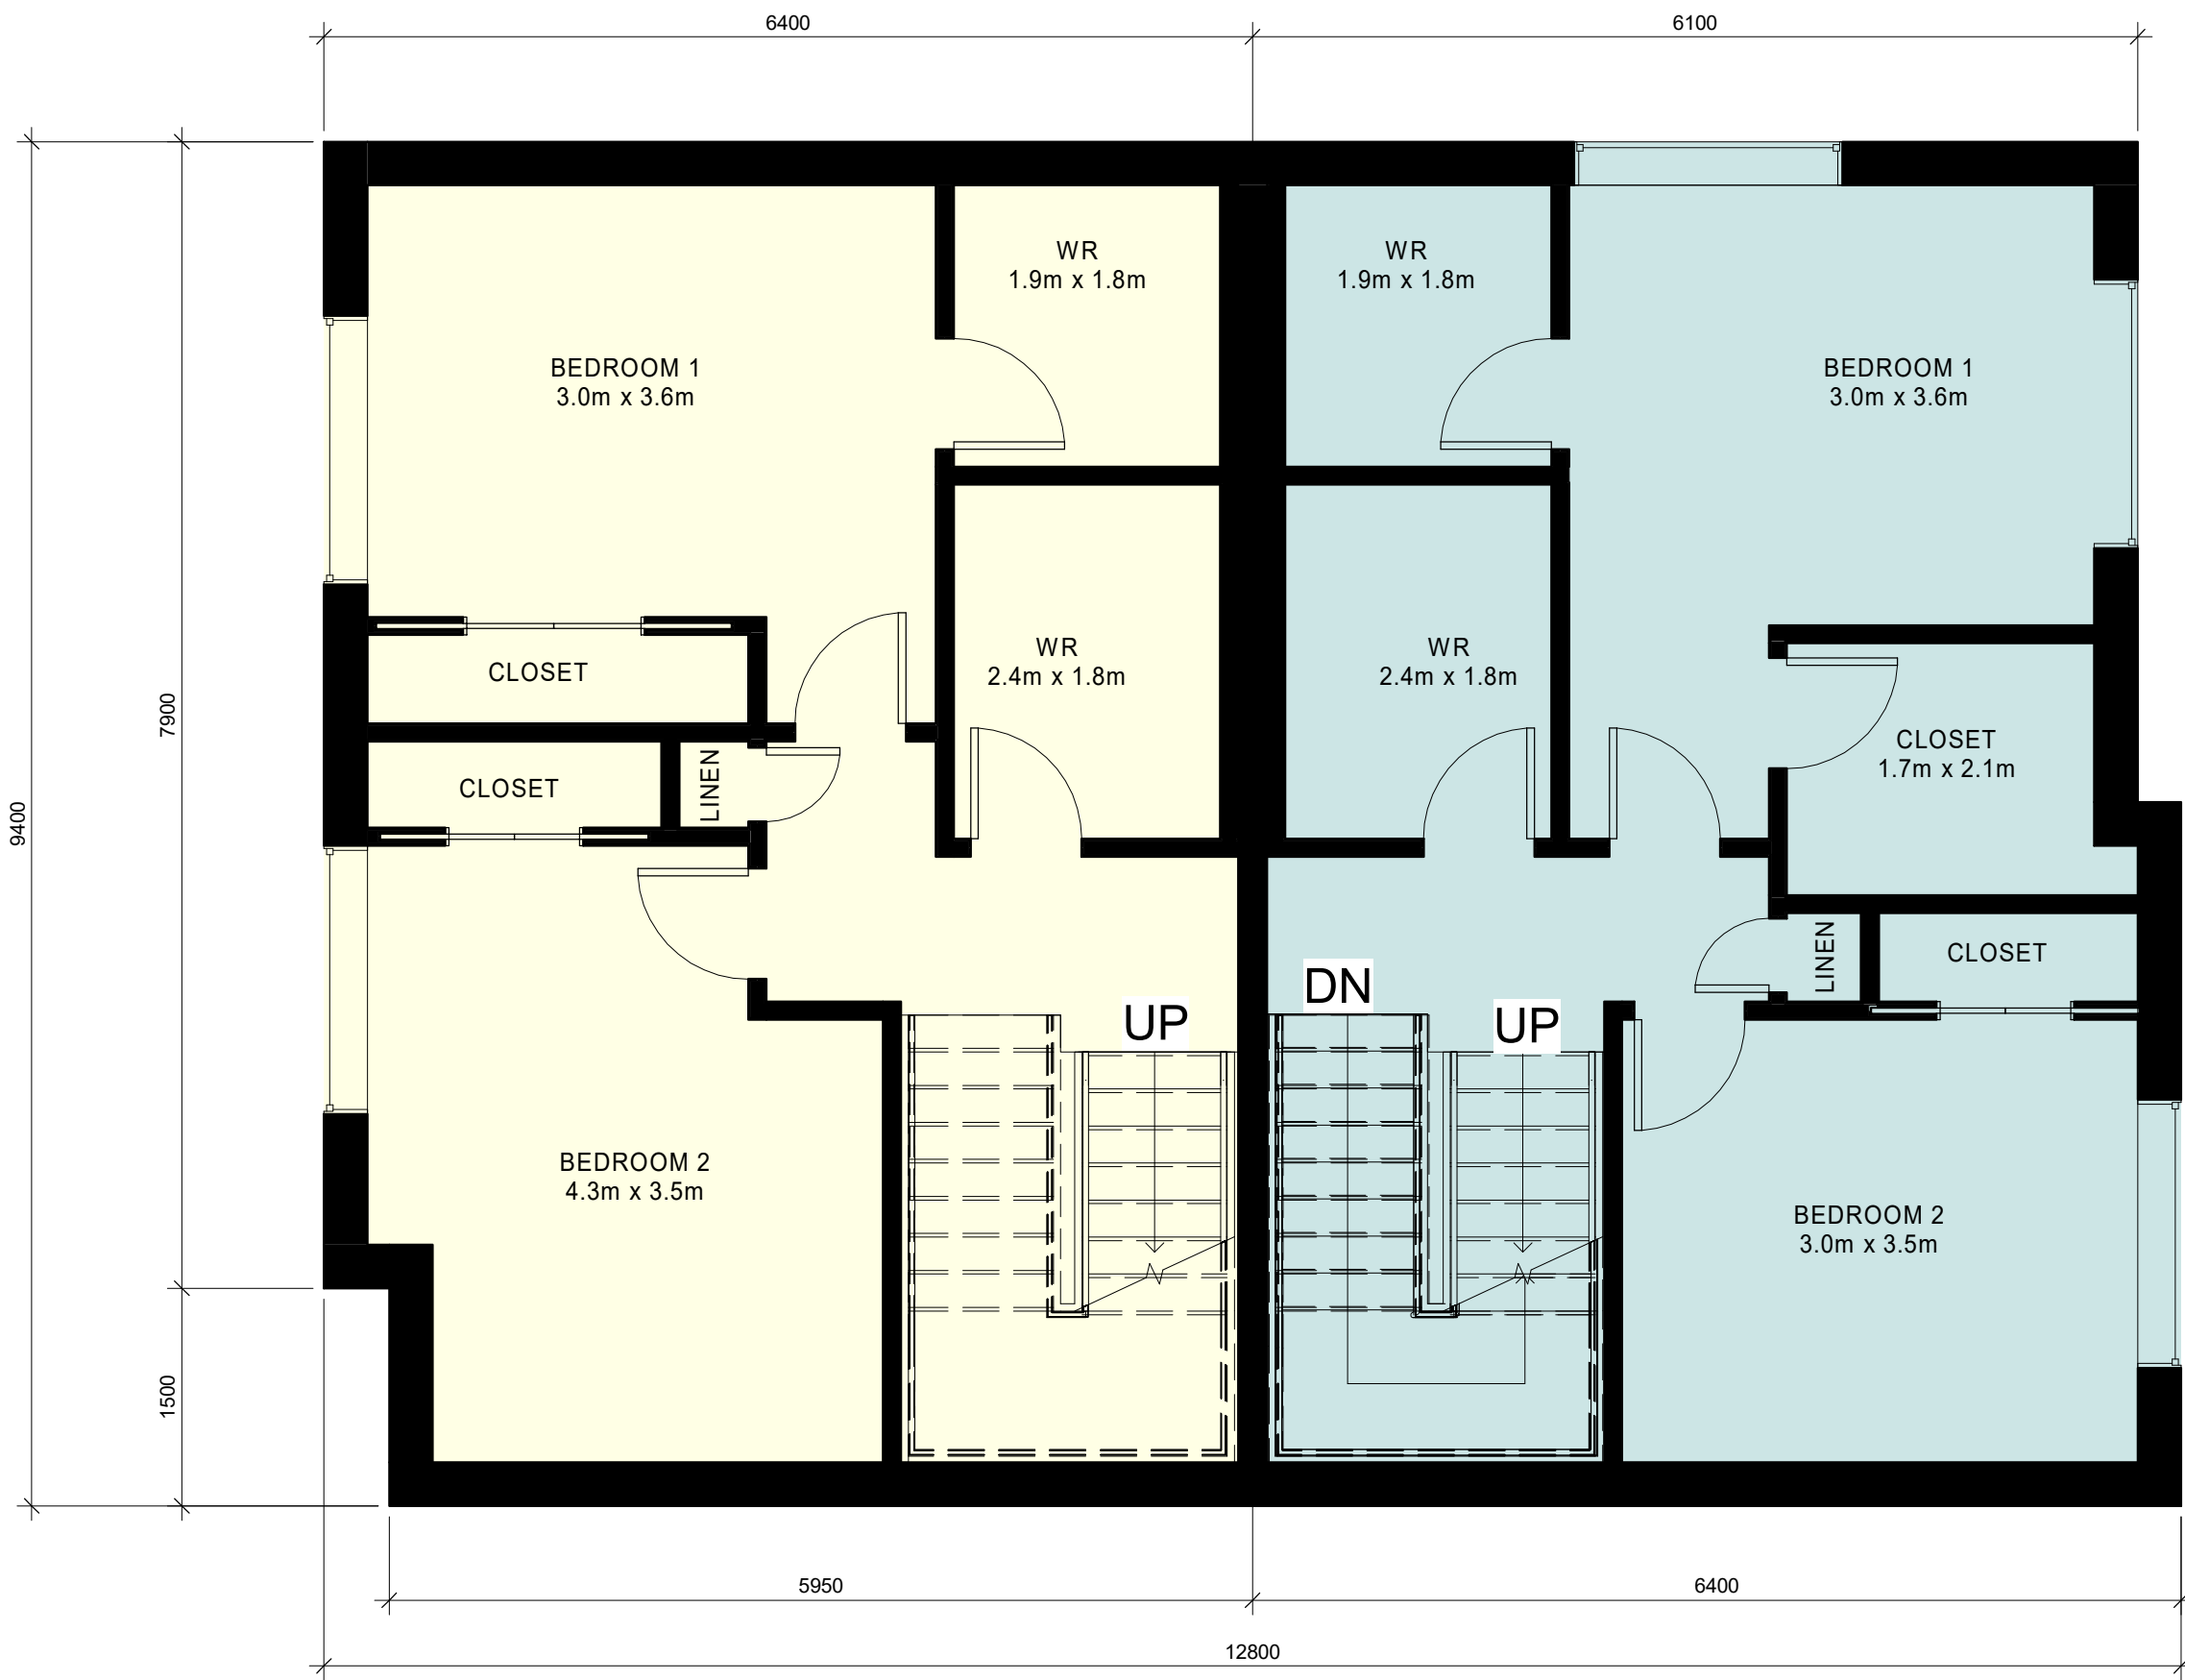 6400
6100
WR
1.9m x 1.8m
WR
1.9m x 1.8m
BEDROOM 1
3.0m x 3.6m
BEDROOM 1
3.0m x 3.6m
WR
2.4m x 1.8m
WR
2.4m x 1.8m
CLOSET
7900
CLOSET
1.7m x 2.1m
CLOSET
LINEN
9400
LINEN
CLOSET
DN
UP
UP
BEDROOM 2
4.3m x 3.5m
BEDROOM 2
3.0m x 3.5m
1500
5950
6400
12800